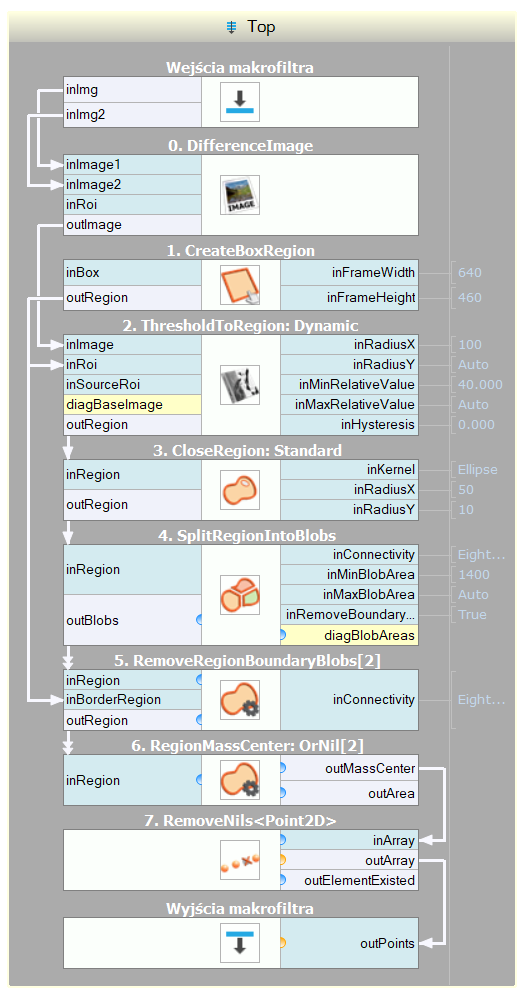 Top
Wejścia makrofiltra
inImg
inImg2
0. DifferenceImage
inImage1
inImage2
inRoi
outImage
IMAGE
1. CreateBoxRegion
inBox inFrameWidth 640
outRegion inFrameHeight 460
2. ThresholdToRegion: Dynamic
inImage inRadiusX 100
inRoi inRadiusY Auto
inSourceRoi inMinRelativeValue 40.000
diagBaseImage inMaxRelativeValue Auto
outRegion inHysteresis 0.000
3. CloseRegion: Standard
inRegion inKernel Ellipse
inRadiusX 50
outRegion inRadiusY 10
4. SplitRegionIntoBlobs
inConnectivity Eight...
inRegion inMinBlobArea 1400
inMaxBlobArea Auto
outBlobs inRemoveBoundary... True
diagBlobAreas
5. RemoveRegionBoundaryBlobs[2]
inRegion
inBorderRegion inConnectivity Eight...
outRegion
6. RegionMassCenter: OrNil[2]
inRegion outMassCenter
outArea
7. RemoveNils<Point2D>
inArray
outArray
outElementExisted
Wyjścia makrofiltra
outPoints